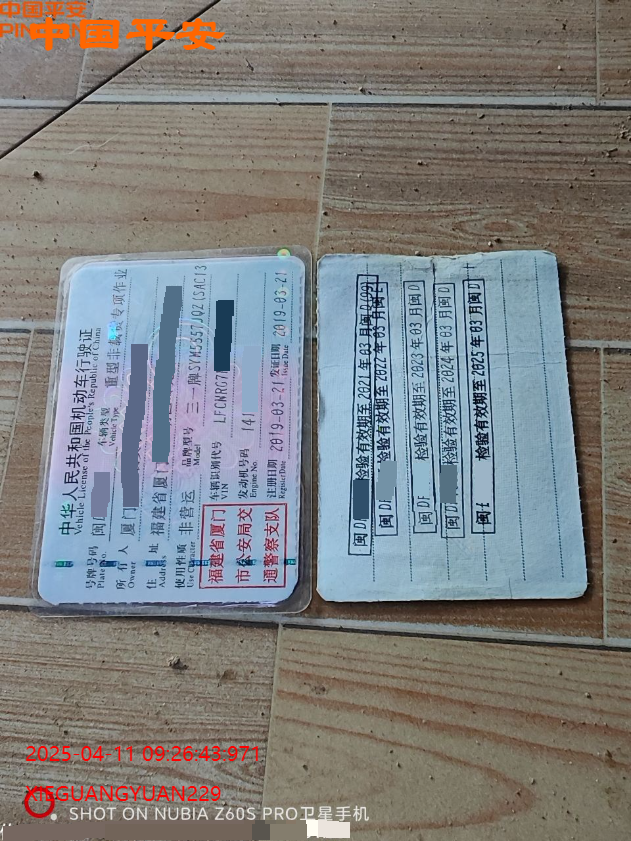 中国平安
PIN
中国平安
中华人民共和国机动车行驶证
Vehicle License of the People's Republic of China
号牌号码 闽 车辆类型 重型非载货专项作业
Plate No. Vehicle Type
所有人 厦门
Owner
住址 福建省厦门
Address
使用性质 非营运 品牌型号 三一牌
Use Character Model
福建省厦门
市公安局交
通警察支队
车辆识别代号 LFCNRG7
VIN
发动机号码 141
Engine No.
注册日期 2019-03-21 发证日期 2019-03-21
Register Date Issue Date
闽D 检验有效期至2021年03月闽D(99)
闽D 检验有效期至2022年03月闽
闽D 检验有效期至2023年03月闽D
闽D 检验有效期至2024年03月闽D
闽 检验有效期至2025年03月闽D
2025-04-11 09:26:43.971
XIEGUANGYUAN229
SHOT ON NUBIA Z60S PRO卫星手机